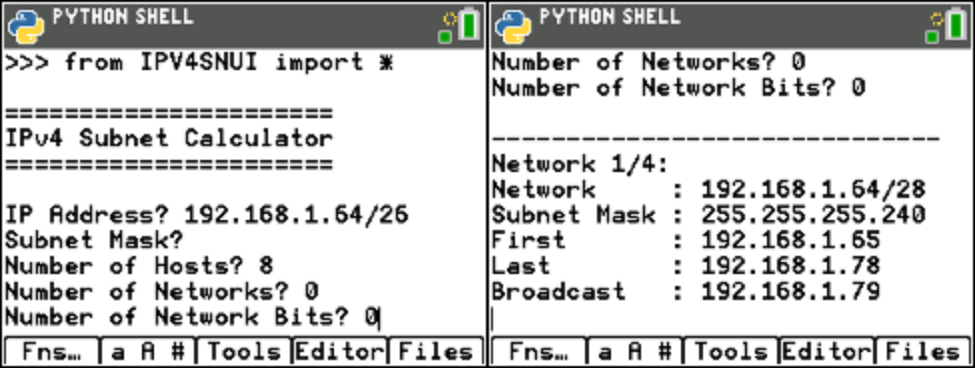 PYTHON SHELL
>>> from IPV4SNUI import *
=====================
IPv4 Subnet Calculator
=====================
IP Address? 192.168.1.64/26
Subnet Mask?
Number of Hosts? 8
Number of Networks? 0
Number of Network Bits? 0
Fns… a A # Tools Editor Files
PYTHON SHELL
Number of Networks? 0
Number of Network Bits? 0
-----------------------------
Network 1/4:
Network : 192.168.1.64/28
Subnet Mask : 255.255.255.240
First : 192.168.1.65
Last : 192.168.1.78
Broadcast : 192.168.1.79
Fns… a A # Tools Editor Files